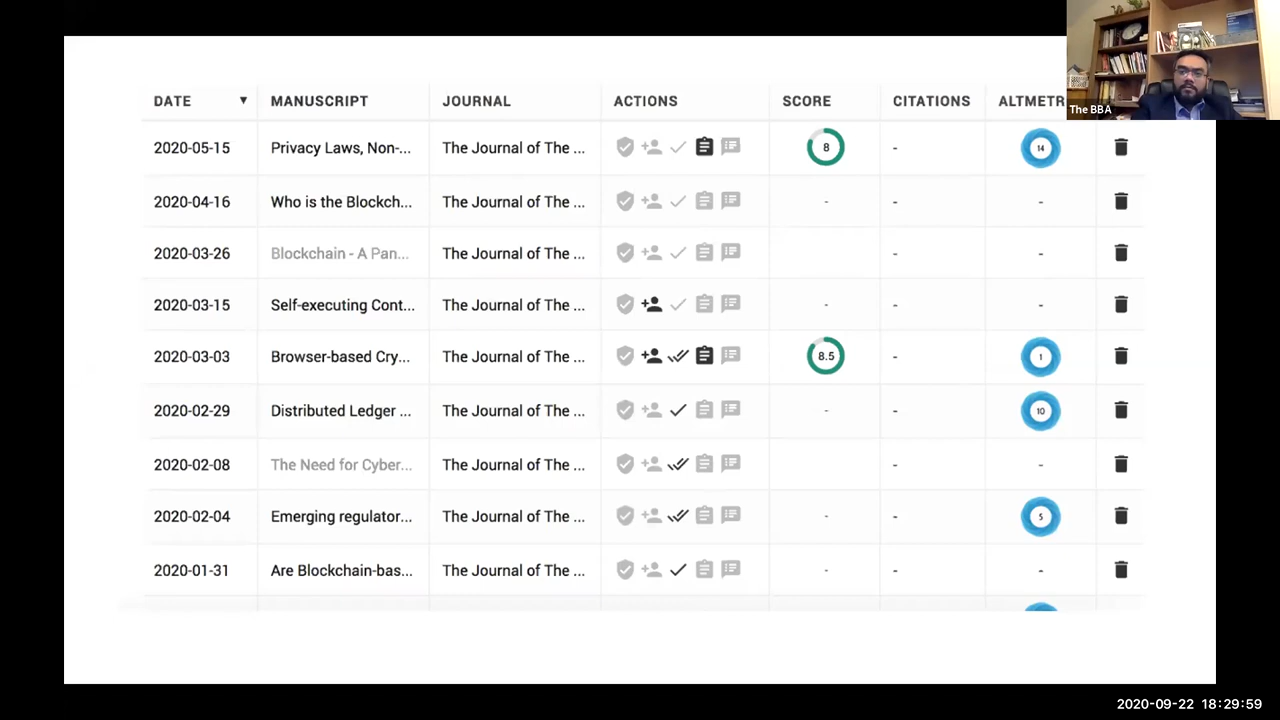 The BBA
DATE ▼ MANUSCRIPT JOURNAL ACTIONS SCORE CITATIONS ALTMETR
2020-05-15 Privacy Laws, Non-... The Journal of The ... 8 - 14
2020-04-16 Who is the Blockch... The Journal of The ... - - -
2020-03-26 Blockchain - A Pan... The Journal of The ... - -
2020-03-15 Self-executing Cont... The Journal of The ... - - -
2020-03-03 Browser-based Cry... The Journal of The ... 8.5 - 1
2020-02-29 Distributed Ledger ... The Journal of The ... - - 10
2020-02-08 The Need for Cyber... The Journal of The ... - -
2020-02-04 Emerging regulator... The Journal of The ... - - 5
2020-01-31 Are Blockchain-bas... The Journal of The ... - - -
2020-09-22 18:29:59